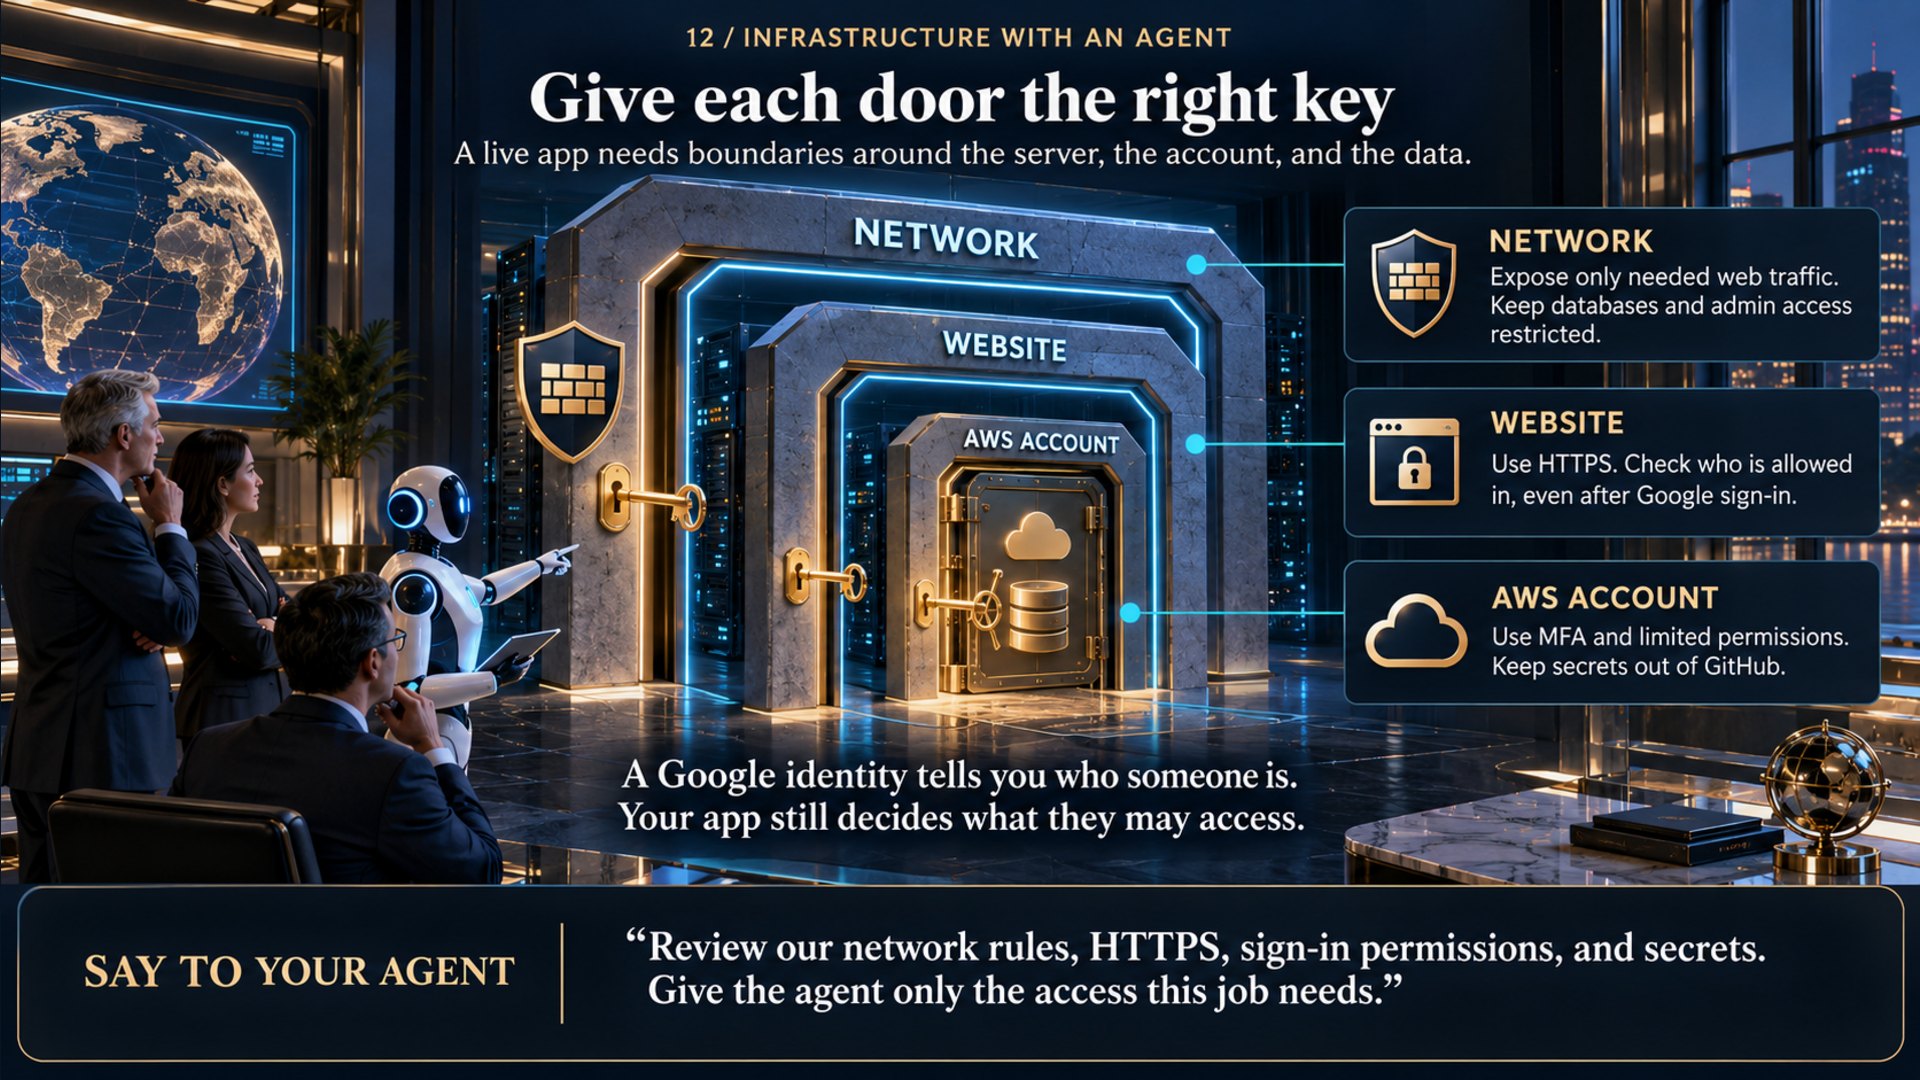 12 / INFRASTRUCTURE WITH AN AGENT
Give each door the right key
A live app needs boundaries around the server, the account, and the data.
NETWORK
WEBSITE
AWS ACCOUNT
NETWORK
Expose only needed web traffic.
Keep databases and admin access
restricted.
WEBSITE
Use HTTPS. Check who is allowed
in, even after Google sign-in.
AWS ACCOUNT
Use MFA and limited permissions.
Keep secrets out of GitHub.
A Google identity tells you who someone is.
Your app still decides what they may access.
SAY TO YOUR AGENT
“Review our network rules, HTTPS, sign-in permissions, and secrets.
Give the agent only the access this job needs.”